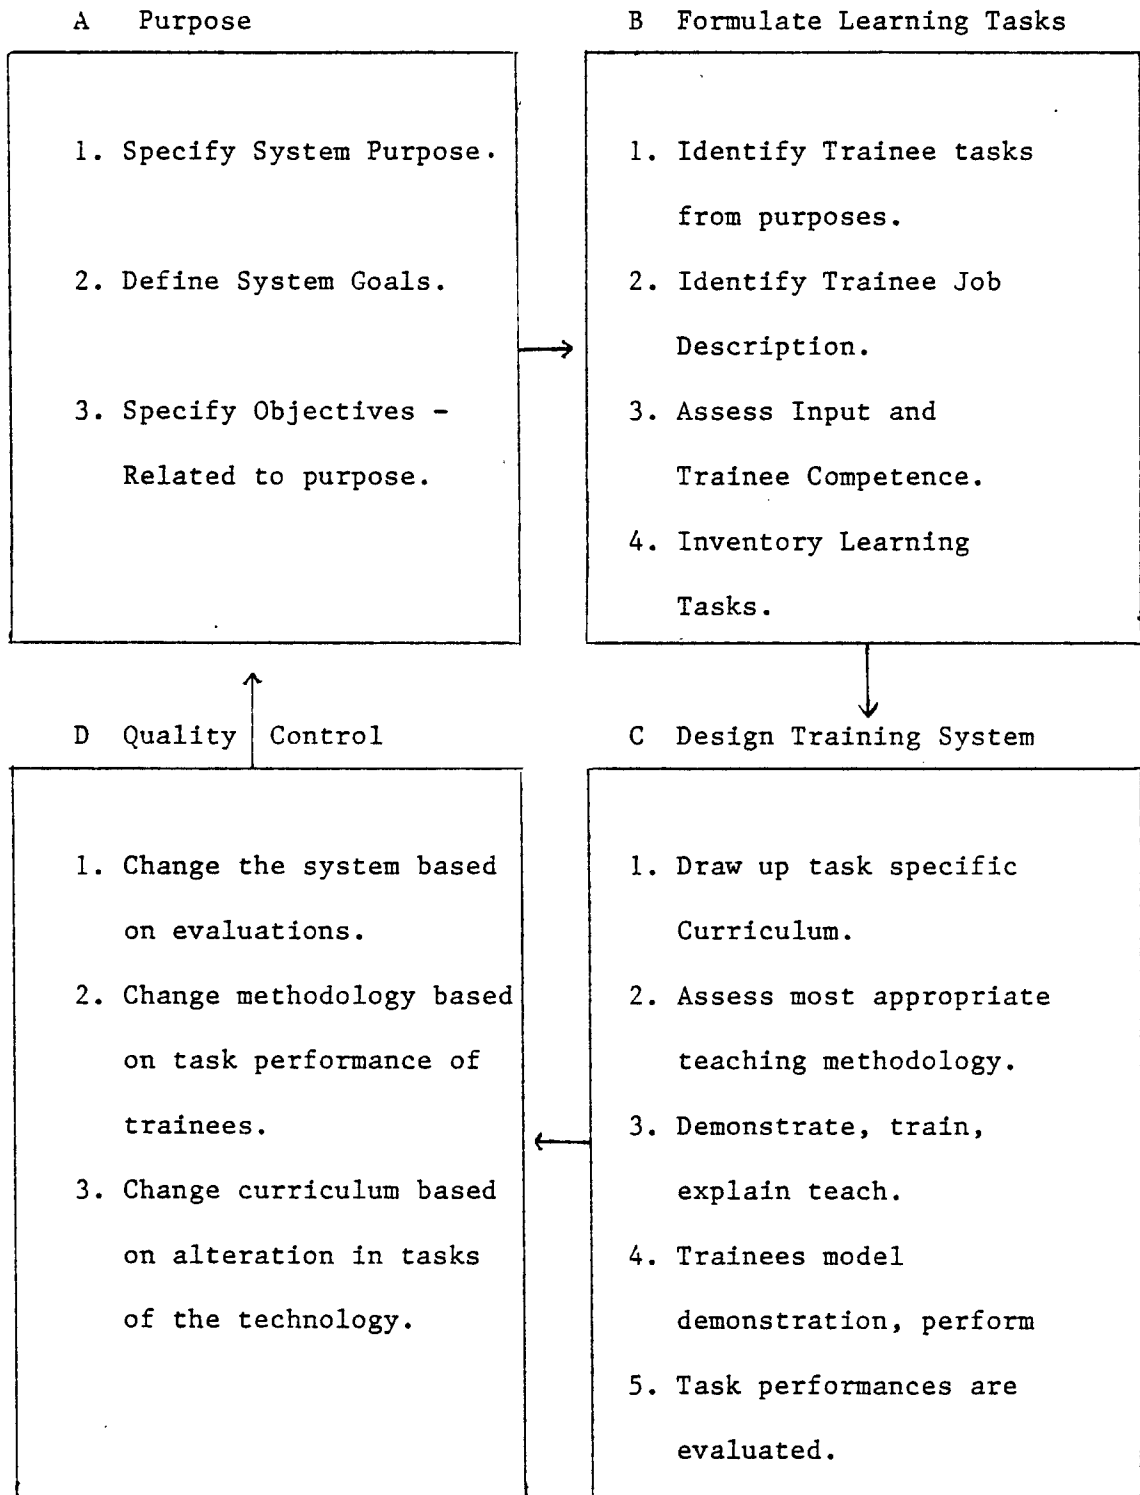 A Purpose
1. Specify System Purpose.
2. Define System Goals.
3. Specify Objectives -
Related to purpose.
B Formulate Learning Tasks
1. Identify Trainee tasks
from purposes.
2. Identify Trainee Job
Description.
3. Assess Input and
Trainee Competence.
4. Inventory Learning
Tasks.
C Design Training System
1. Draw up task specific
Curriculum.
2. Assess most appropriate
teaching methodology.
3. Demonstrate, train,
explain teach.
4. Trainees model
demonstration, perform
5. Task performances are
evaluated.
D Quality Control
1. Change the system based
on evaluations.
2. Change methodology based
on task performance of
trainees.
3. Change curriculum based
on alteration in tasks
of the technology.